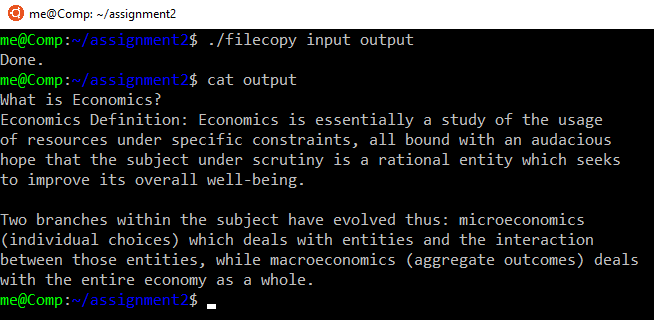 me@Comp: ~/assignment2
me@Comp:~/assignment2$ ./filecopy input output
Done.
me@Comp:~/assignment2$ cat output
What is Economics?
Economics Definition: Economics is essentially a study of the usage
of resources under specific constraints, all bound with an audacious
hope that the subject under scrutiny is a rational entity which seeks
to improve its overall well-being.

Two branches within the subject have evolved thus: microeconomics
(individual choices) which deals with entities and the interaction
between those entities, while macroeconomics (aggregate outcomes) deals
with the entire economy as a whole.
me@Comp:~/assignment2$